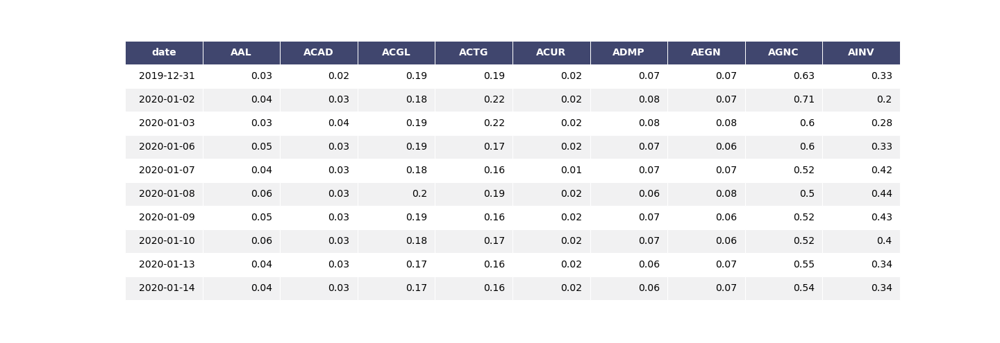 date AAL ACAD ACGL ACTG ACUR ADMP AEGN AGNC AINV
2019-12-31 0.03 0.02 0.19 0.19 0.02 0.07 0.07 0.63 0.33
2020-01-02 0.04 0.03 0.18 0.22 0.02 0.08 0.07 0.71 0.2
2020-01-03 0.03 0.04 0.19 0.22 0.02 0.08 0.08 0.6 0.28
2020-01-06 0.05 0.03 0.19 0.17 0.02 0.07 0.06 0.6 0.33
2020-01-07 0.04 0.03 0.18 0.16 0.01 0.07 0.07 0.52 0.42
2020-01-08 0.06 0.03 0.2 0.19 0.02 0.06 0.08 0.5 0.44
2020-01-09 0.05 0.03 0.19 0.16 0.02 0.07 0.06 0.52 0.43
2020-01-10 0.06 0.03 0.18 0.17 0.02 0.07 0.06 0.52 0.4
2020-01-13 0.04 0.03 0.17 0.16 0.02 0.06 0.07 0.55 0.34
2020-01-14 0.04 0.03 0.17 0.16 0.02 0.06 0.07 0.54 0.34